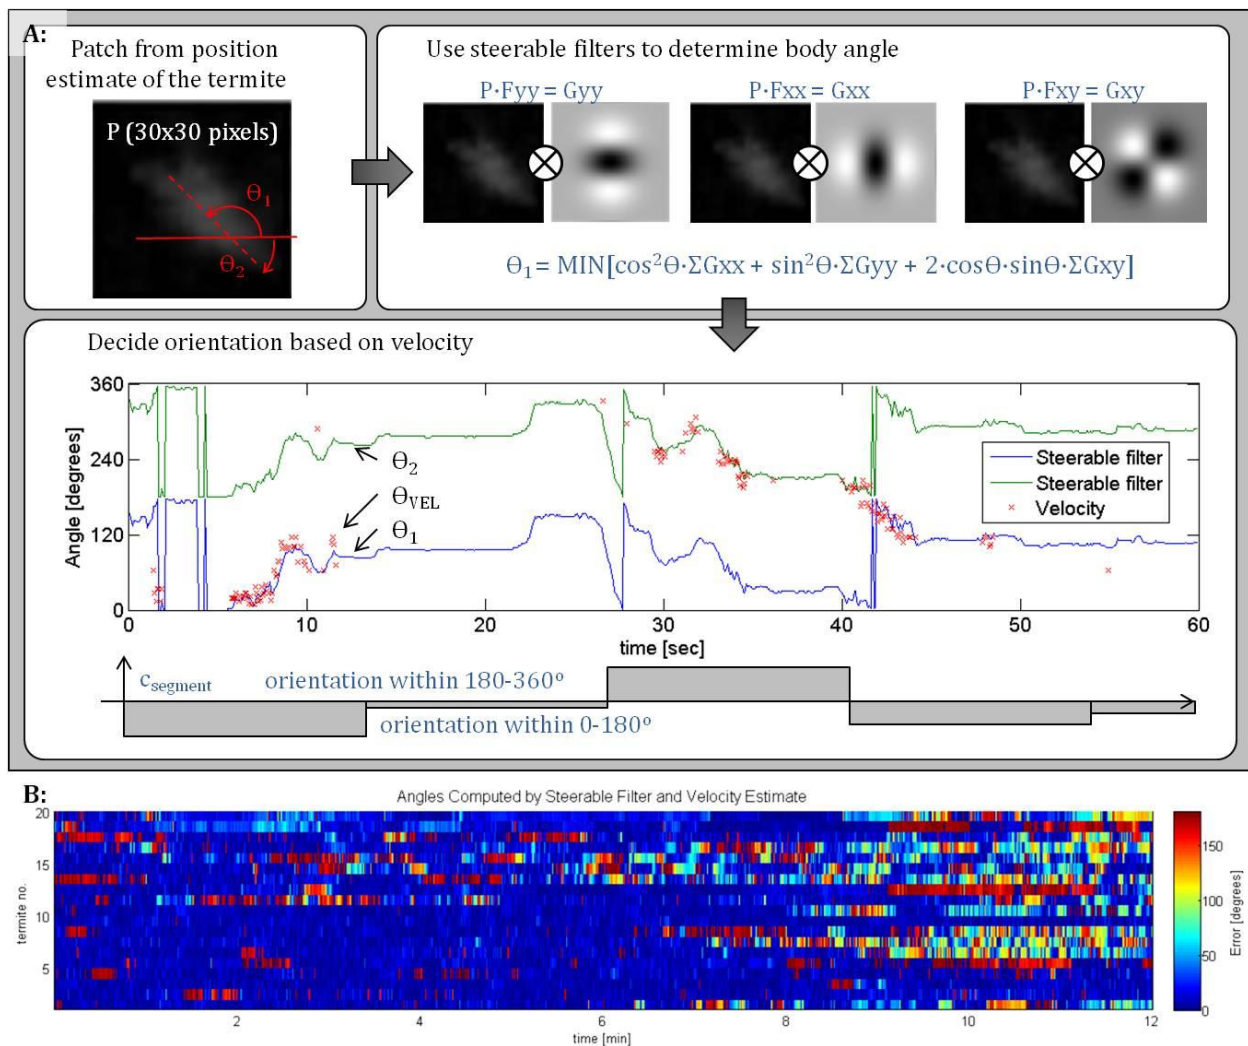 A:
Patch from position
estimate of the termite
P (30x30 pixels)
Θ₁
Θ₂
Use steerable filters to determine body angle
P·Fyy = Gyy
P·Fxx = Gxx
P·Fxy = Gxy
Θ₁ = MIN[cos²Θ·ΣGxx + sin²Θ·ΣGyy + 2·cosΘ·sinΘ·ΣGxy]
Decide orientation based on velocity
360
240
120
0
Angle [degrees]
Θ₂
Θ_VEL
Θ₁
Steerable filter
Steerable filter
Velocity
0 10 20 30 40 50 60
time [sec]
c_segment
orientation within 180-360º
orientation within 0-180º
B:
Angles Computed by Steerable Filter and Velocity Estimate
20
15
10
5
termite no.
2 4 6 8 10 12
time [min]
150
100
50
0
Error [degrees]